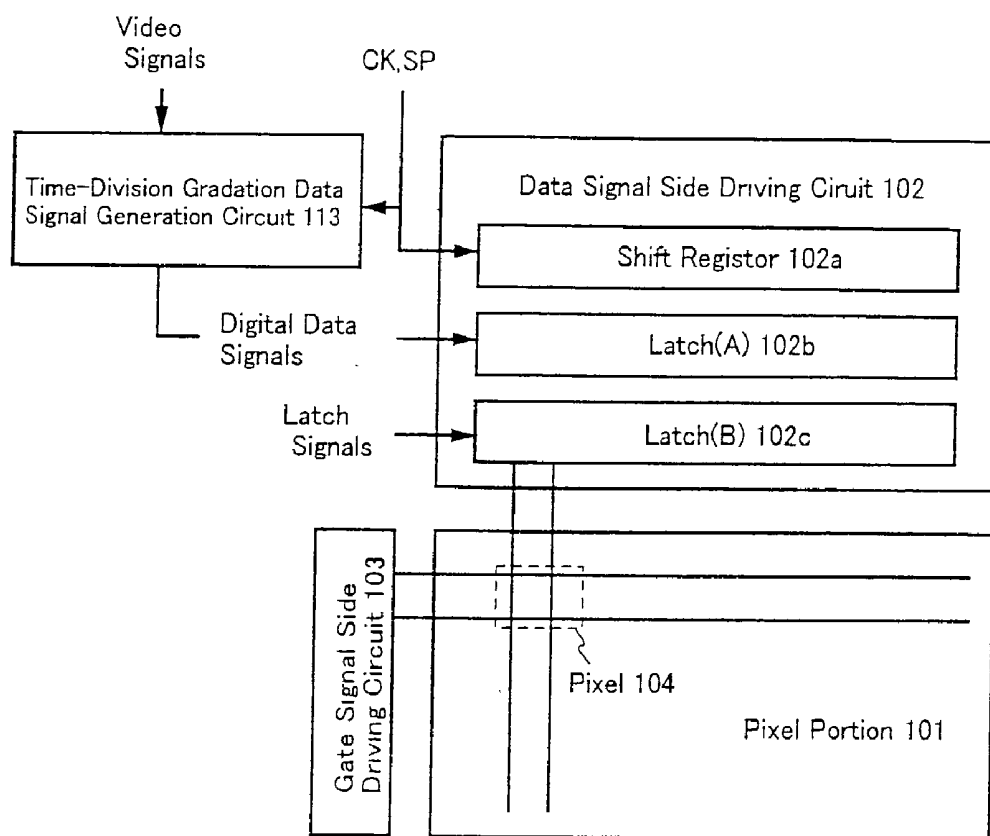 Video
Signals
CK,SP
Time-Division Gradation Data
Signal Generation Circuit 113
Data Signal Side Driving Ciruit 102
Shift Registor 102a
Digital Data
Signals
Latch(A) 102b
Latch
Signals
Latch(B) 102c
Gate Signal Side
Driving Circuit 103
Pixel 104
Pixel Portion 101